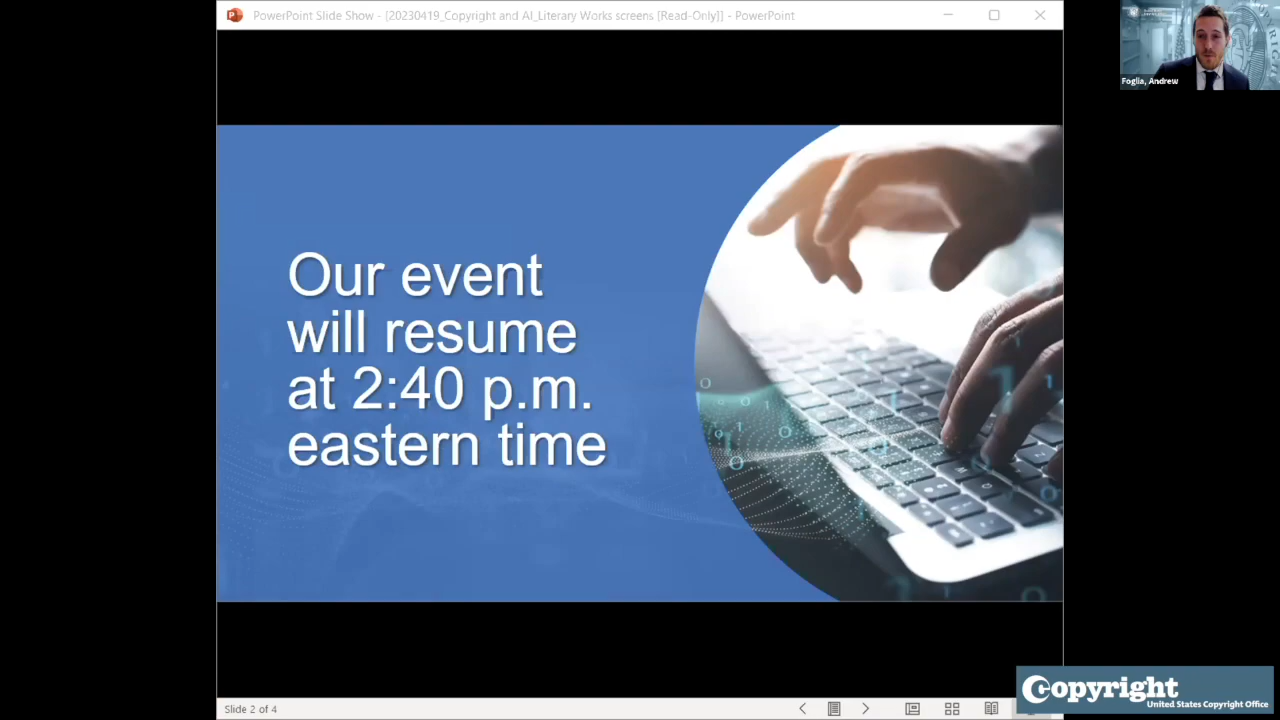 PowerPoint Slide Show - [20230419_Copyright and AI_Literary Works screens [Read-Only]] - PowerPoint
Foglia, Andrew
Our event
will resume
at 2:40 p.m.
eastern time
Slide 2 of 4
Copyright
United States Copyright Office